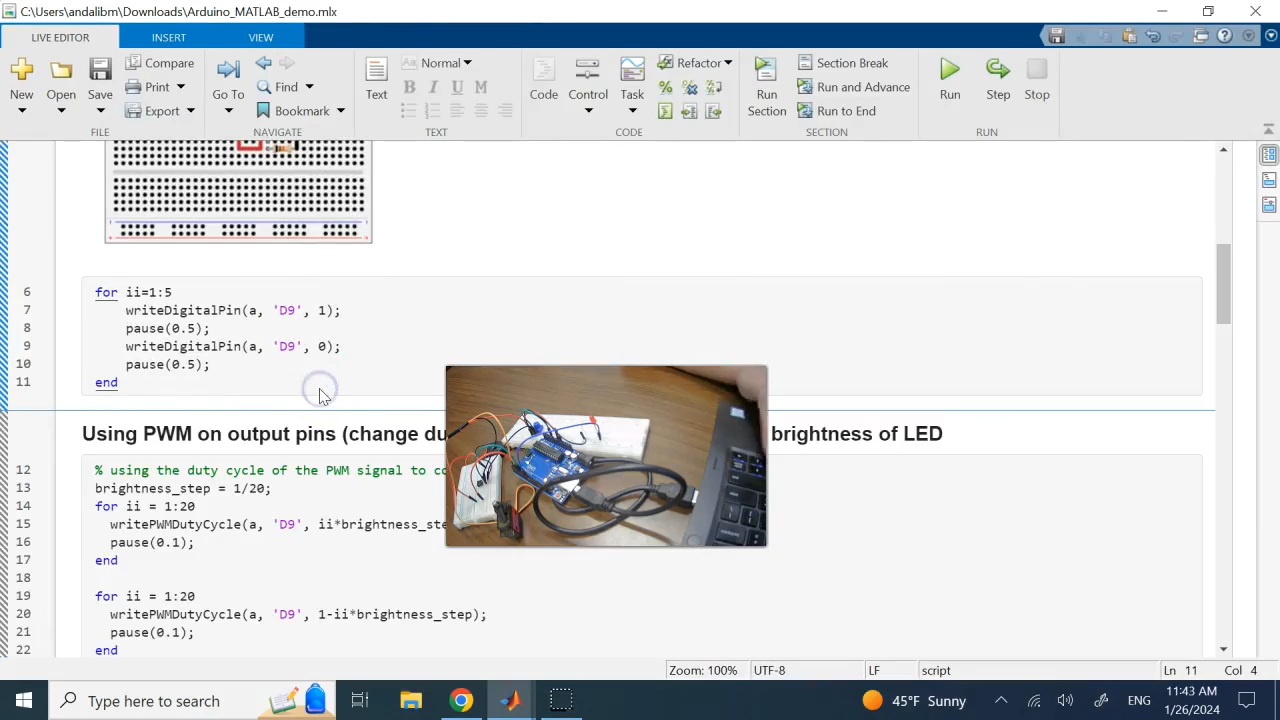 C:\Users\andalibm\Downloads\Arduino_MATLAB_demo.mlx
LIVE EDITOR INSERT VIEW
New Open Save Compare Print Export
FILE
Go To Find Bookmark
NAVIGATE
Text Normal
B I U M
TEXT
Code Control Task Refactor
CODE
Run Section Section Break Run and Advance Run to End
SECTION
Run Step Stop
RUN
6 for ii=1:5
7 writeDigitalPin(a, 'D9', 1);
8 pause(0.5);
9 writeDigitalPin(a, 'D9', 0);
10 pause(0.5);
11 end
Using PWM on output pins (change du brightness of LED
12 % using the duty cycle of the PWM signal to co
13 brightness_step = 1/20;
14 for ii = 1:20
15 writePWMDutyCycle(a, 'D9', ii*brightness_ste
16 pause(0.1);
17 end
18
19 for ii = 1:20
20 writePWMDutyCycle(a, 'D9', 1-ii*brightness_step);
21 pause(0.1);
22 end
Zoom: 100% UTF-8 LF script Ln 11 Col 4
Type here to search
45°F Sunny
ENG
11:43 AM
1/26/2024